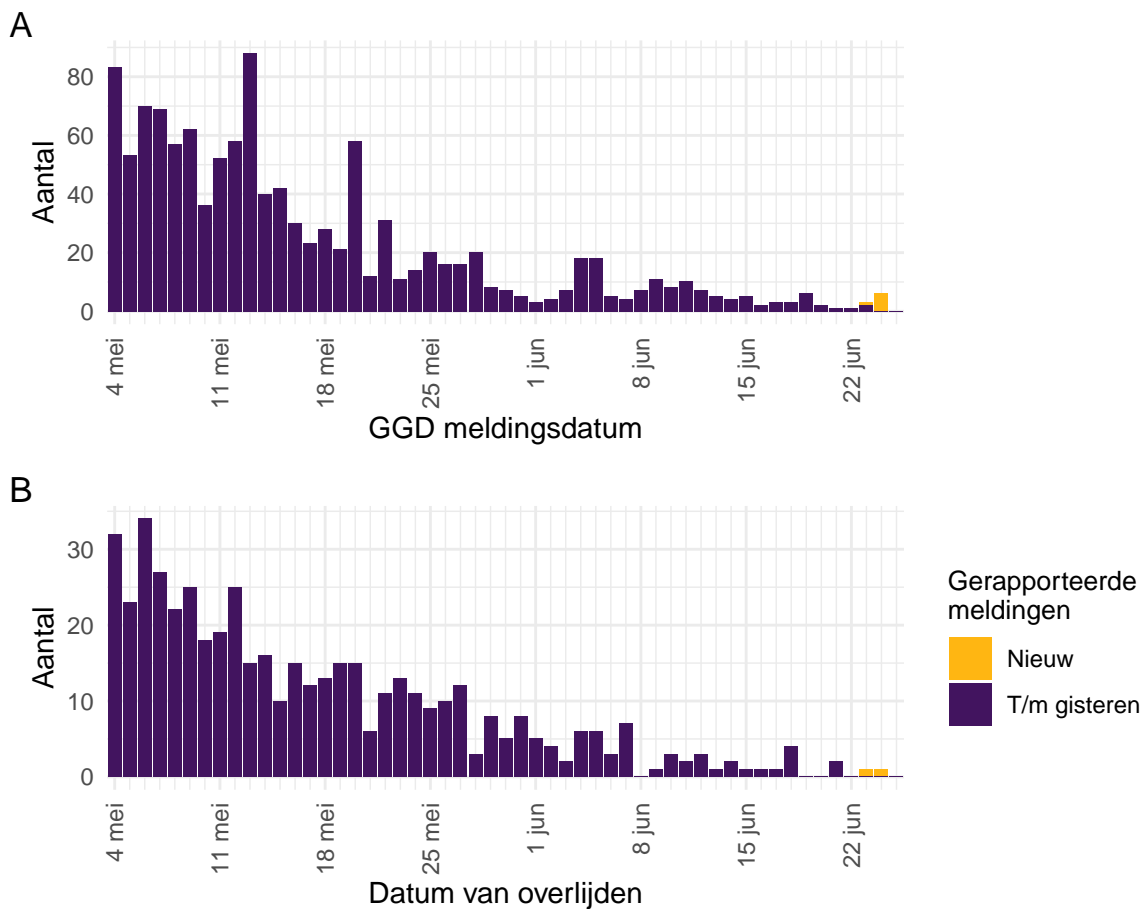 A
Aantal
80
60
40
20
0
4 mei
11 mei
18 mei
25 mei
1 jun
8 jun
15 jun
22 jun
GGD meldingsdatum
B
Aantal
30
20
10
0
4 mei
11 mei
18 mei
25 mei
1 jun
8 jun
15 jun
22 jun
Datum van overlijden
Gerapporteerde
meldingen
Nieuw
T/m gisteren